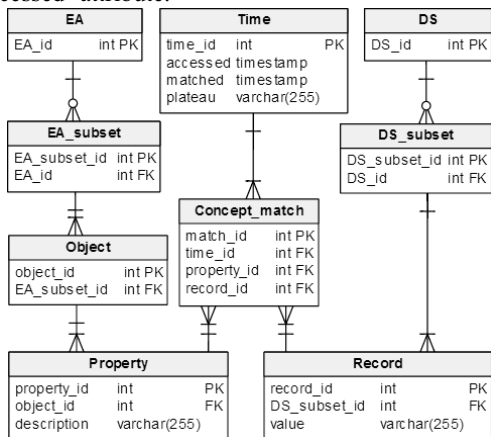 EA
EA_id int PK
Time
time_id int PK
accessed timestamp
matched timestamp
plateau varchar(255)
DS
DS_id int PK
EA_subset
EA_subset_id int PK
EA_id int FK
DS_subset
DS_subset_id int PK
DS_id int FK
Concept_match
match_id int PK
time_id int FK
property_id int FK
record_id int FK
Object
object_id int PK
EA_subset_id int FK
Property
property_id int PK
object_id int FK
description varchar(255)
Record
record_id int PK
DS_subset_id int FK
value varchar(255)